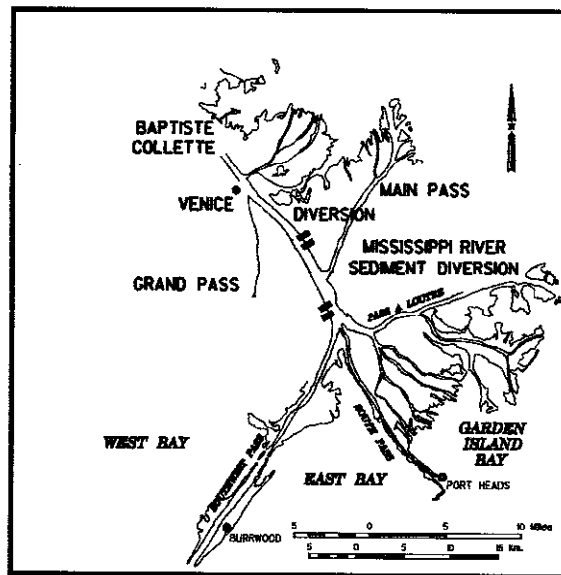 BAPTISTE
COLLETTE
VENICE
DIVERSION
MAIN PASS
GRAND PASS
MISSISSIPPI RIVER
SEDIMENT DIVERSION
PASS A LOUTRE
WEST BAY
SOUTHWEST PASS
EAST BAY
SOUTH PASS
GARDEN
ISLAND
BAY
PORT HEADS
BURRWOOD
5 0 5 10 Miles
5 0 5 10 15 Km.